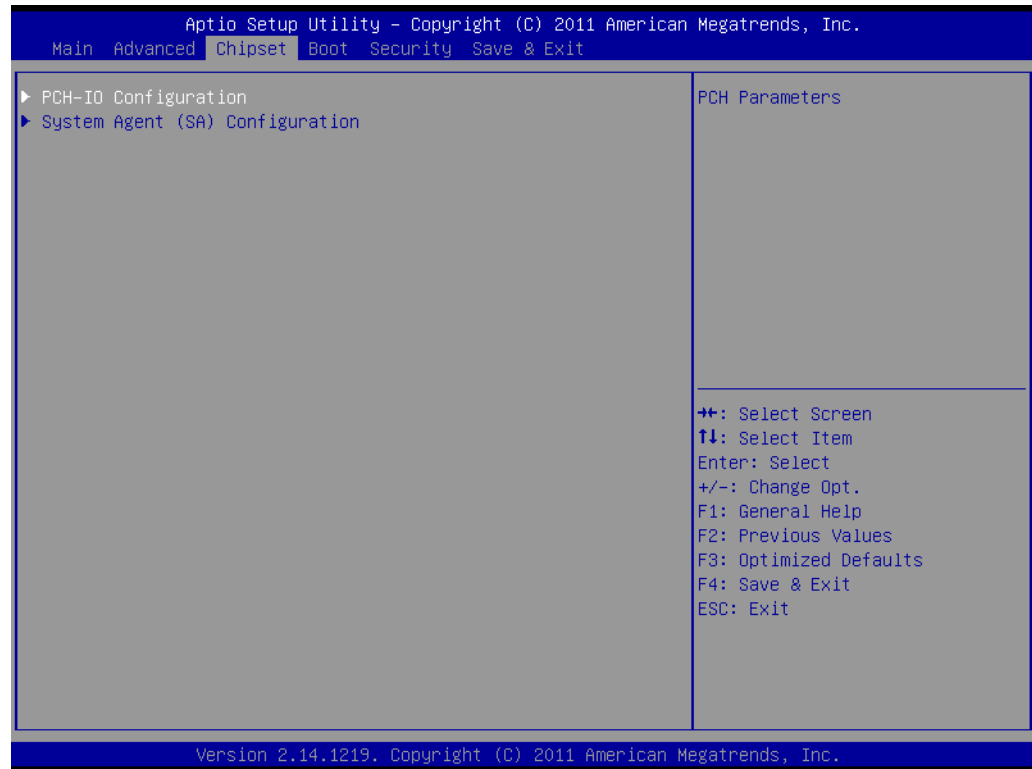 Aptio Setup Utility – Copyright (C) 2011 American Megatrends, Inc.
Main Advanced Chipset Boot Security Save & Exit
▶ PCH-IO Configuration
▶ System Agent (SA) Configuration
PCH Parameters
→←: Select Screen
↑↓: Select Item
Enter: Select
+/-: Change Opt.
F1: General Help
F2: Previous Values
F3: Optimized Defaults
F4: Save & Exit
ESC: Exit
Version 2.14.1219. Copyright (C) 2011 American Megatrends, Inc.